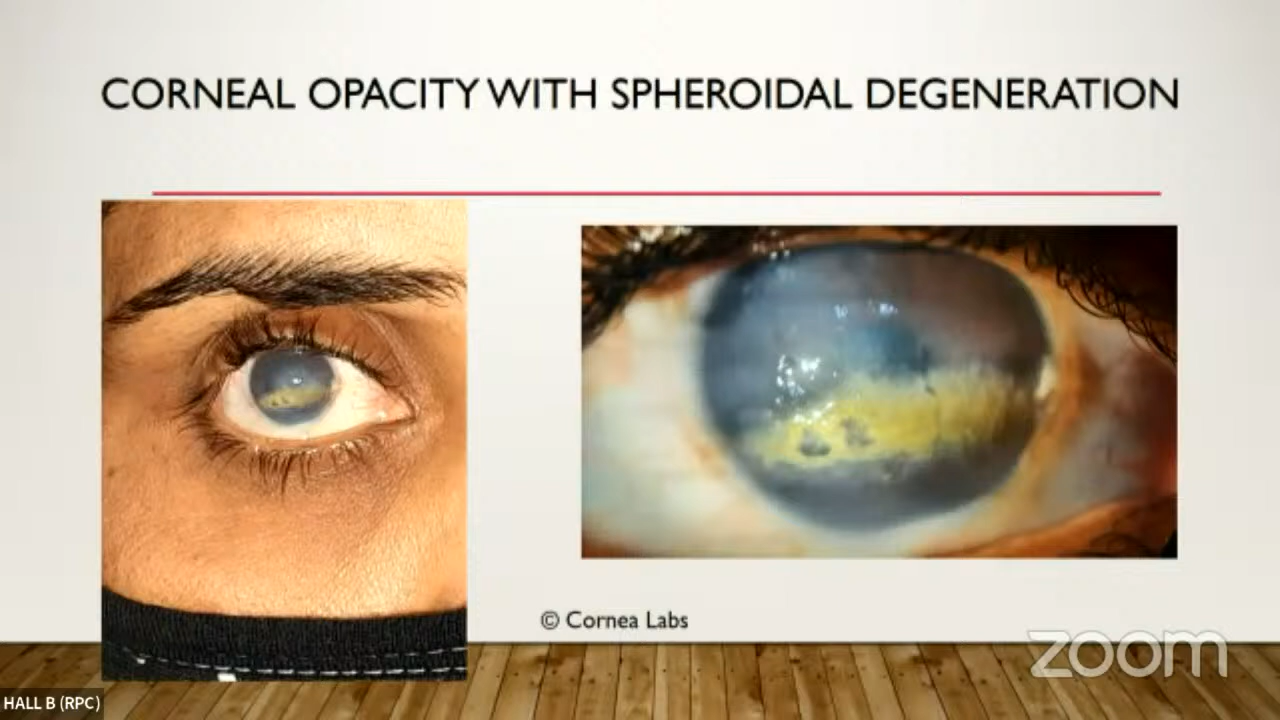 CORNEAL OPACITY WITH SPHEROIDAL DEGENERATION
© Cornea Labs
zoom
HALL B (RPC)